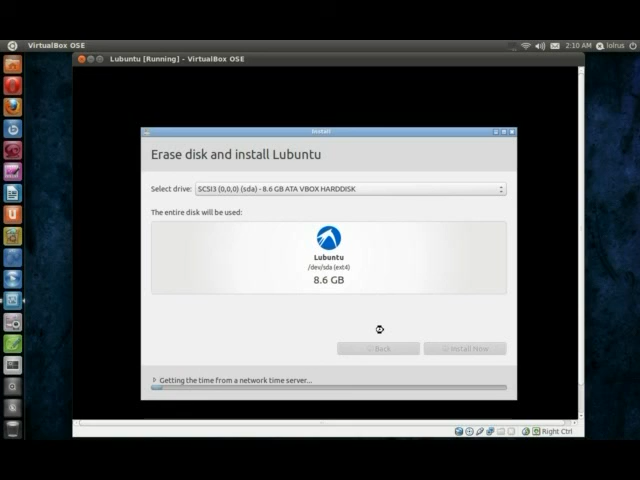 VirtualBox OSE
2:10 AM
lolrus
Lubuntu [Running] - VirtualBox OSE
Install
Erase disk and install Lubuntu
Select drive:
SCSI3 (0,0,0) (sda) - 8.6 GB ATA VBOX HARDDISK
The entire disk will be used:
Lubuntu
/dev/sda (ext4)
8.6 GB
Back
Install Now
Getting the time from a network time server...
Right Ctrl